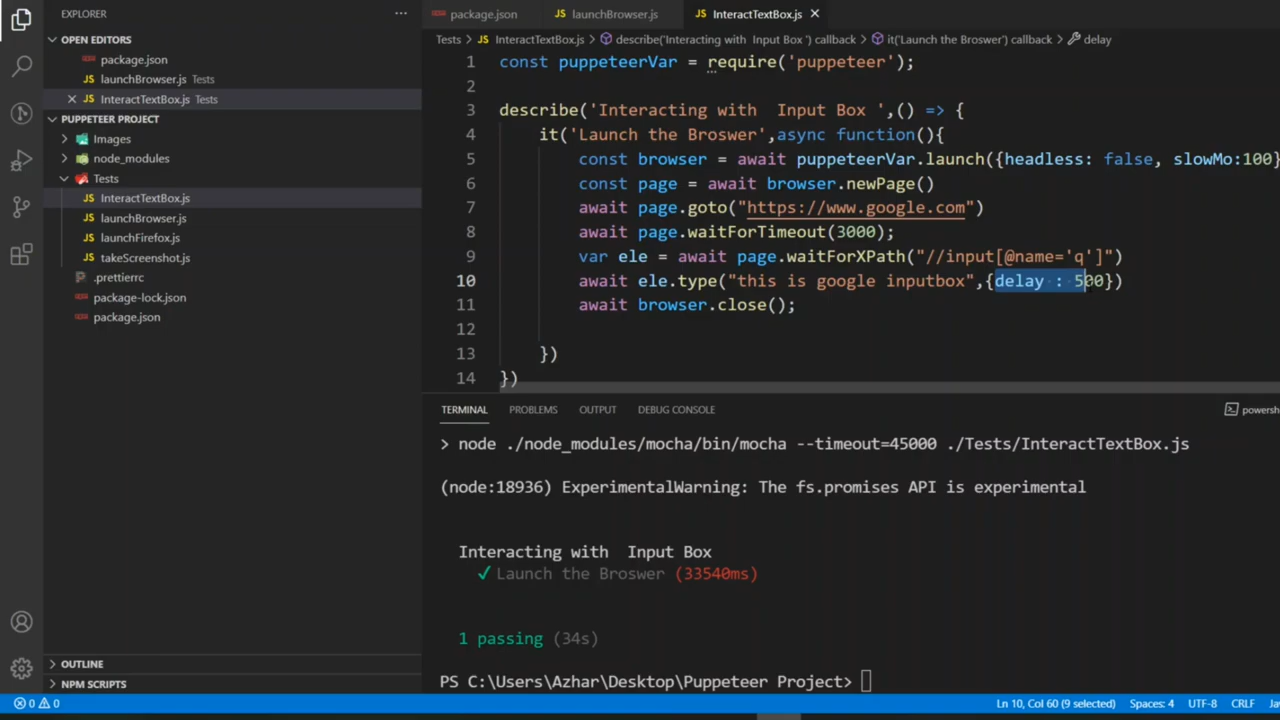 EXPLORER
OPEN EDITORS
package.json
launchBrowser.js Tests
InteractTextBox.js Tests
PUPPETEER PROJECT
Images
node_modules
Tests
InteractTextBox.js
launchBrowser.js
launchFirefox.js
takeScreenshot.js
.prettierrc
package-lock.json
package.json
OUTLINE
NPM SCRIPTS
package.json launchBrowser.js InteractTextBox.js
Tests > InteractTextBox.js > describe('Interacting with Input Box ') callback > it('Launch the Broswer') callback > delay
1 const puppeteerVar = require('puppeteer');
2
3 describe('Interacting with  Input Box ',() => {
4 it('Launch the Broswer',async function(){
5 const browser = await puppeteerVar.launch({headless: false, slowMo:100}
6 const page = await browser.newPage()
7 await page.goto("https://www.google.com")
8 await page.waitForTimeout(3000);
9 var ele = await page.waitForXPath("//input[@name='q']")
10 await ele.type("this is google inputbox",{delay : 500})
11 await browser.close();
12
13 })
14 })
TERMINAL PROBLEMS OUTPUT DEBUG CONSOLE powersh
> node ./node_modules/mocha/bin/mocha --timeout=45000 ./Tests/InteractTextBox.js
(node:18936) ExperimentalWarning: The fs.promises API is experimental
Interacting with  Input Box
✓ Launch the Broswer (33540ms)
1 passing (34s)
PS C:\Users\Azhar\Desktop\Puppeteer Project>
0 0 Ln 10, Col 60 (9 selected) Spaces: 4 UTF-8 CRLF Ja